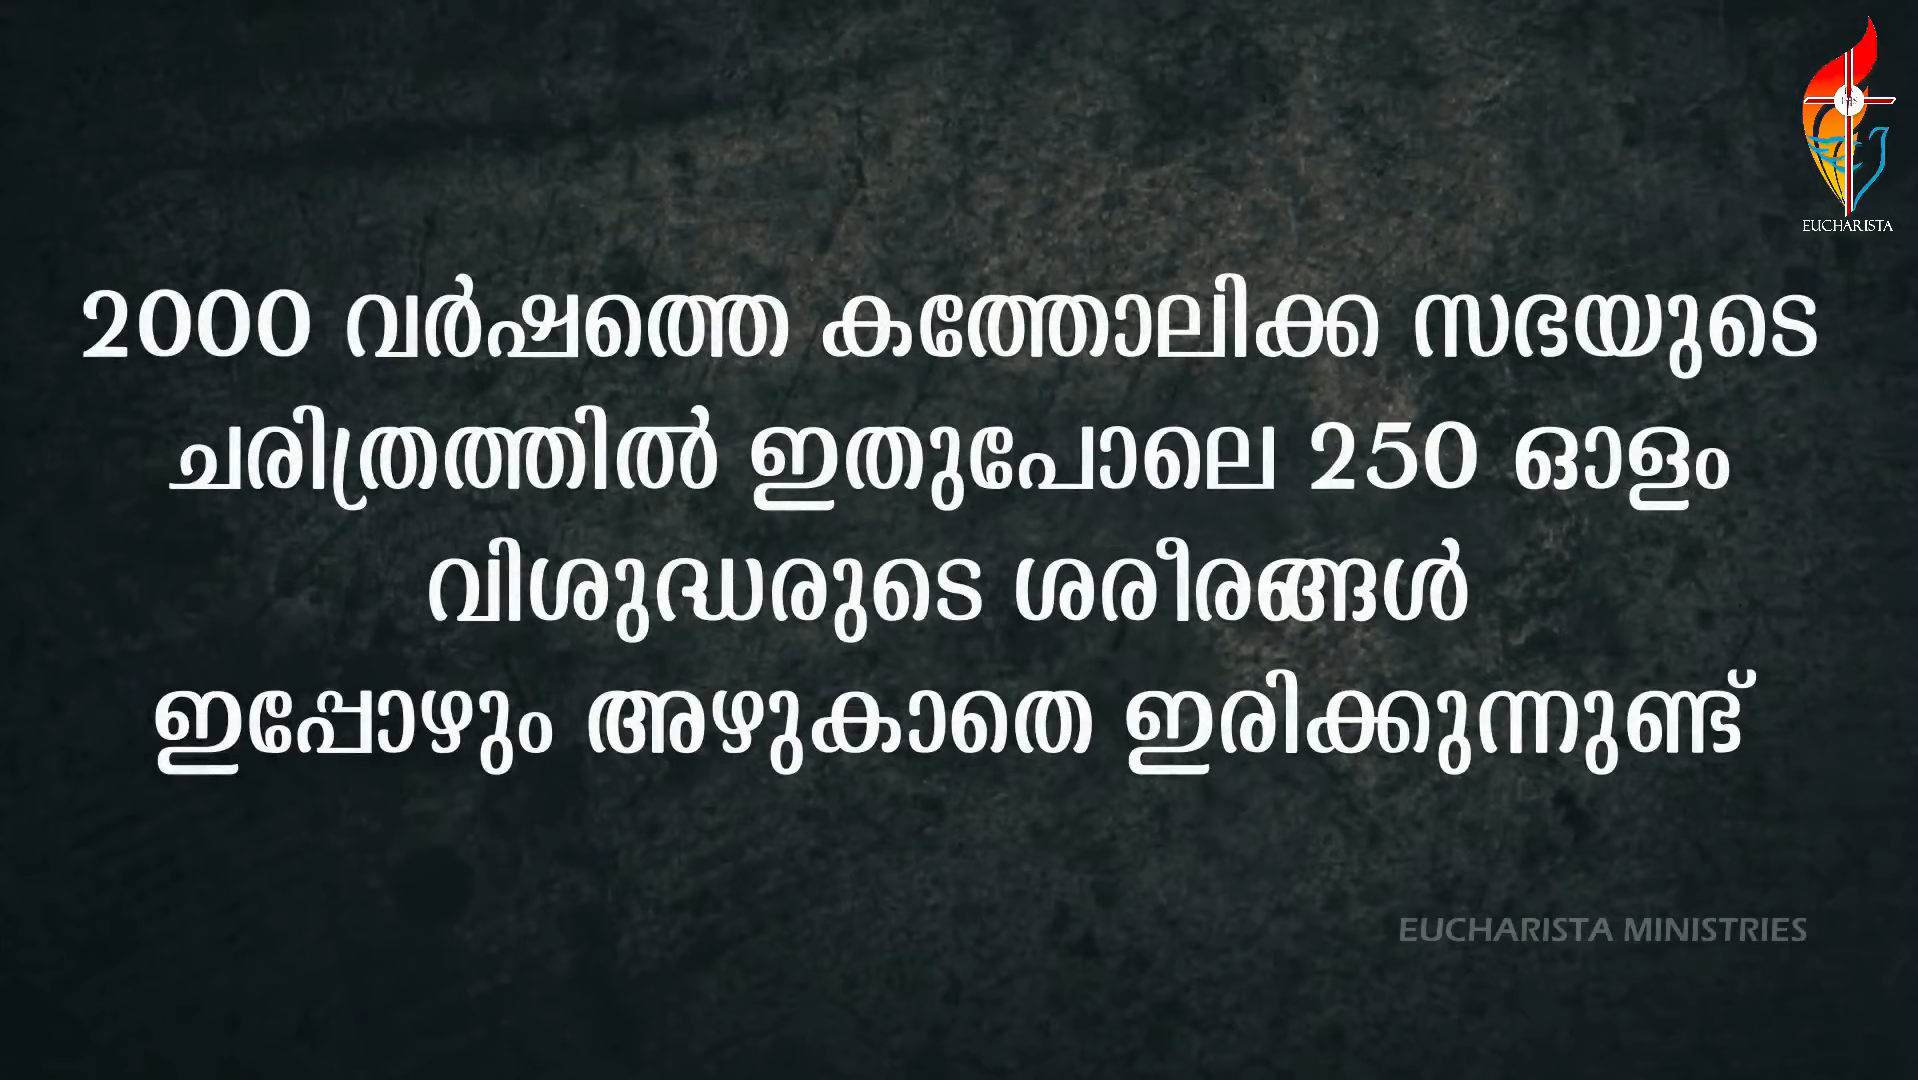 EUCHARISTA
2000 വർഷത്തെ കത്തോലിക്ക സഭയുടെ
ചരിത്രത്തിൽ ഇതുപോലെ 250 ഓളം
വിശുദ്ധരുടെ ശരീരങ്ങൾ
ഇപ്പോഴും അഴുകാതെ ഇരിക്കുന്നുണ്ട്
EUCHARISTA MINISTRIES